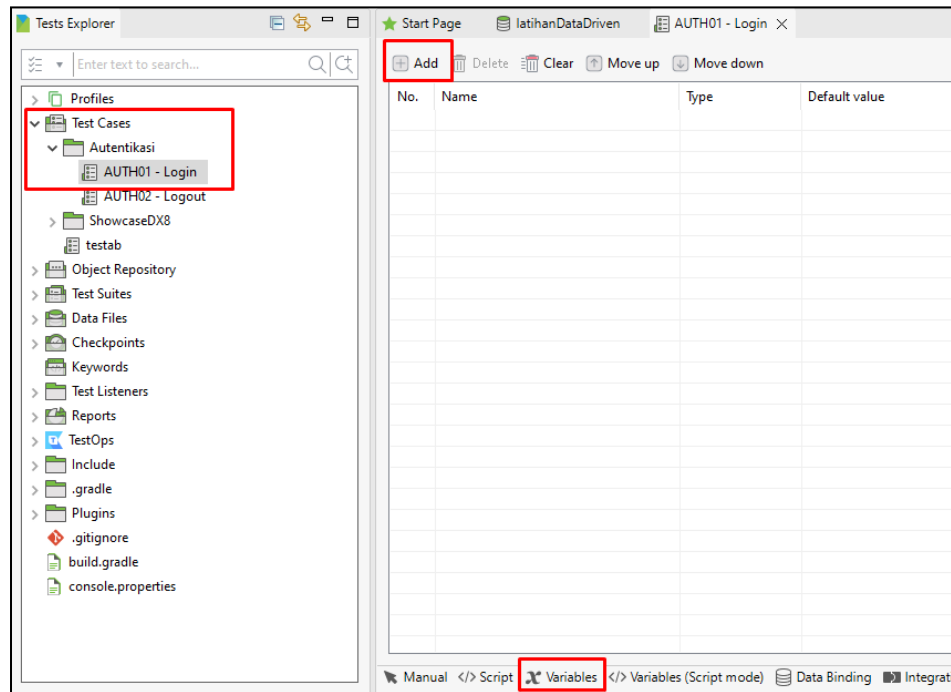 Tests Explorer
Enter text to search...
Profiles
Test Cases
Autentikasi
AUTH01 - Login
AUTH02 - Logout
ShowcaseDX8
testab
Object Repository
Test Suites
Data Files
Checkpoints
Keywords
Test Listeners
Reports
TestOps
Include
.gradle
Plugins
.gitignore
build.gradle
console.properties
Start Page latihanDataDriven AUTH01 - Login
Add Delete Clear Move up Move down
No. Name Type Default value
Manual </> Script x Variables </> Variables (Script mode) Data Binding Integrat